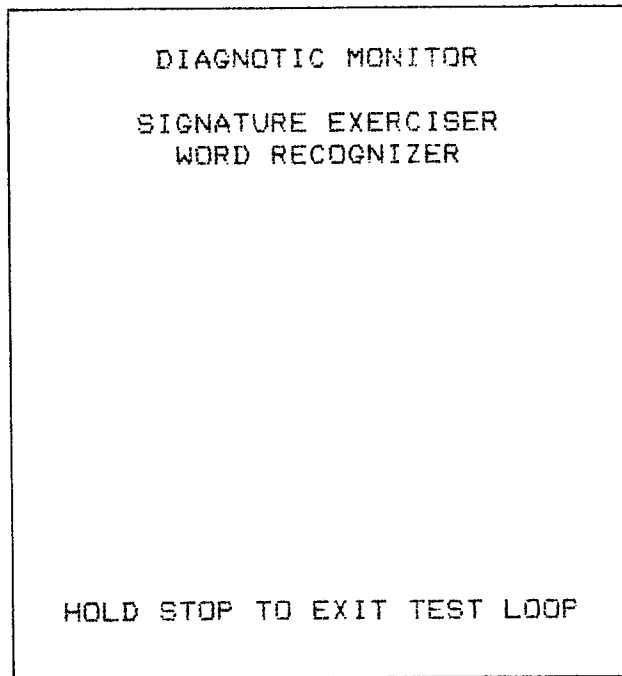 DIAGNOTIC MONITOR
SIGNATURE EXERCISER
WORD RECOGNIZER
HOLD STOP TO EXIT TEST LOOP